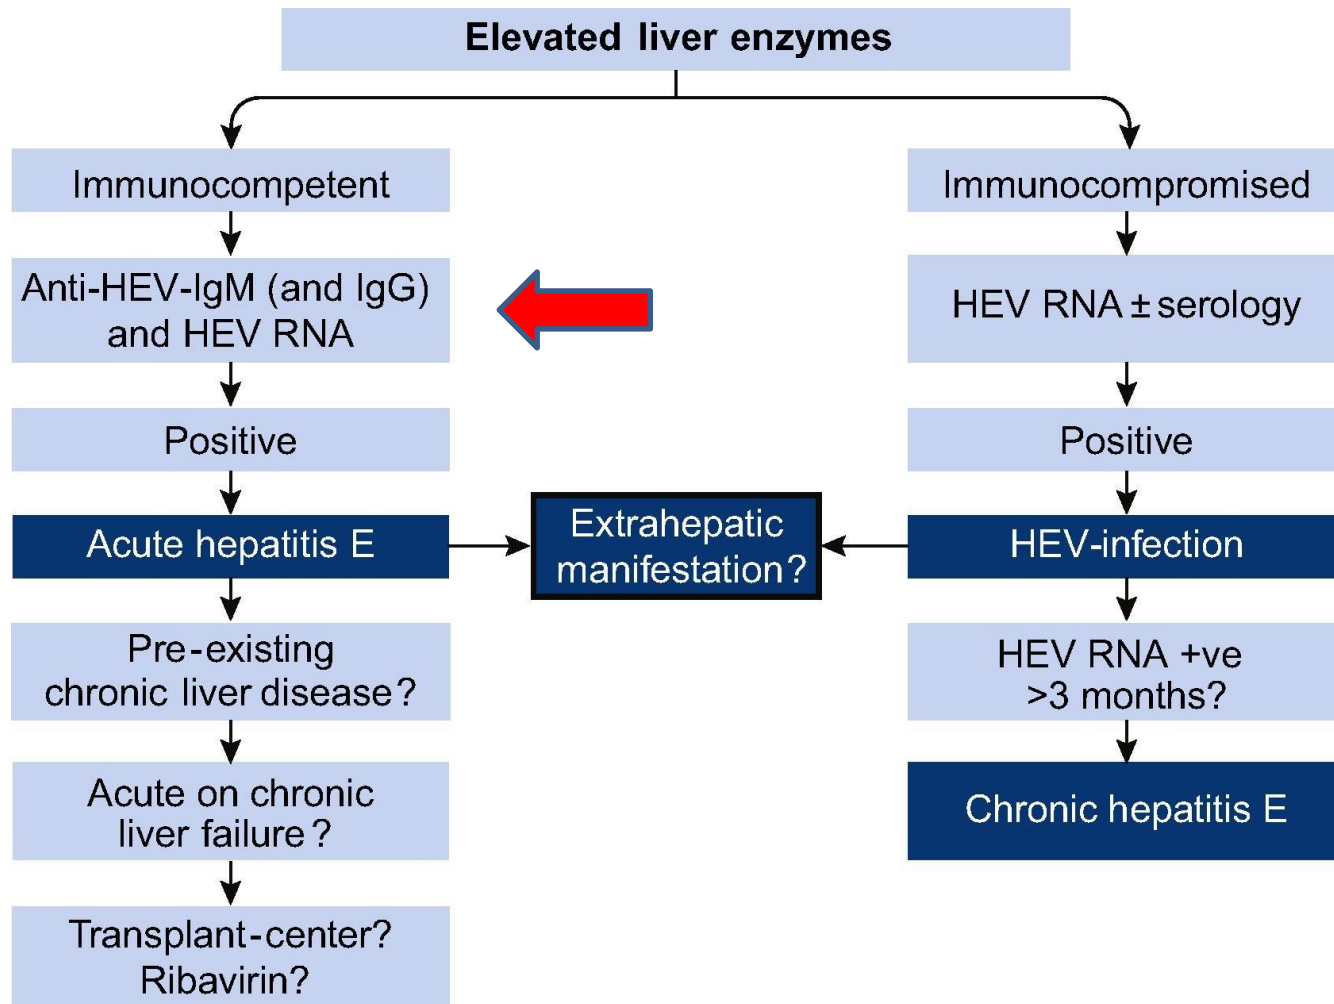 Elevated liver enzymes
Immunocompetent
Anti-HEV-IgM (and IgG)
and HEV RNA
Positive
Acute hepatitis E
Pre-existing
chronic liver disease?
Acute on chronic
liver failure?
Transplant-center?
Ribavirin?
Extrahepatic
manifestation?
Immunocompromised
HEV RNA ± serology
Positive
HEV-infection
HEV RNA +ve
>3 months?
Chronic hepatitis E